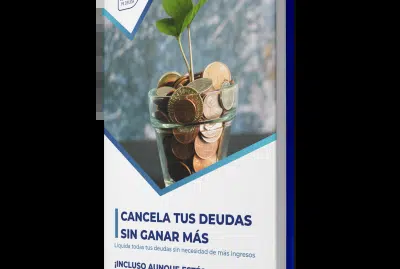 CANCELA TUS DEUDAS
SIN GANAR MÁS
Liquida todas tus deudas sin necesidad de más ingresos
¡INCLUSO AUNQUE